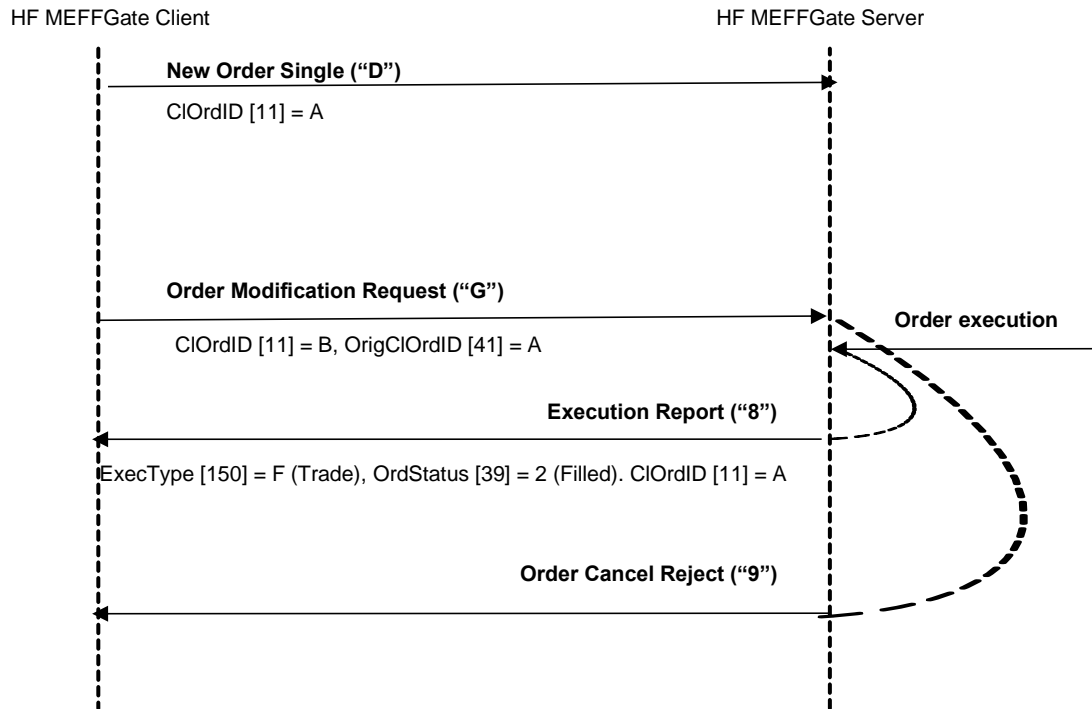 HF MEFFGate Client
HF MEFFGate Server
New Order Single (“D”)
ClOrdID [11] = A
Order Modification Request (“G”)
Order execution
ClOrdID [11] = B, OrigClOrdID [41] = A
Execution Report (“8”)
ExecType [150] = F (Trade), OrdStatus [39] = 2 (Filled). ClOrdID [11] = A
Order Cancel Reject (“9”)